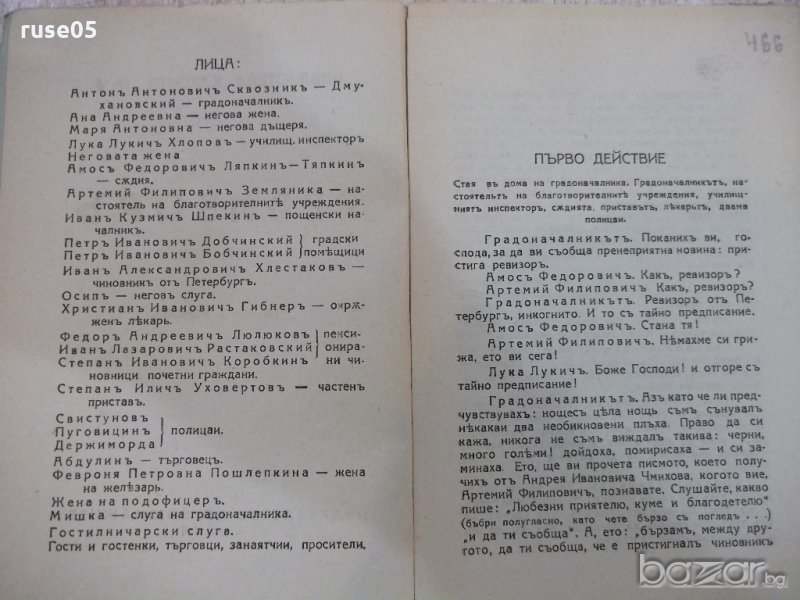 ruse05
ЛИЦА:
Антонъ Антоновичъ Сквозникъ — Дму-
хановский — градоначалникъ.
Ана Андреевна — негова жена.
Маря Антоновна — негова дъщеря.
Лука Лукичъ Хлоповъ — училищ. инспекторъ
Неговата жена
Амосъ Федоровичъ Ляпкинъ—Тяпкинъ
— сѫдия.
Артемий Филиповичъ Земляника — на-
стоятель на благотворителнитѣ учреждения.
Иванъ Кузмичъ Шпекинъ — пощенски на-
чалникъ.
Петръ Ивановичъ Добчинский } градски
Петръ Ивановичъ Бобчинский } помѣщици
Иванъ Александровичъ Хлестаковъ —
чиновникъ отъ Петербургъ.
Осипъ — неговъ слуга.
Християнъ Ивановичъ Гибнеръ — окрѫ-
женъ лѣкарь.
Федоръ Андреевичъ Люлюковъ } пенси-
Иванъ Лазаровичъ Растаковский } онира-
Степанъ Ивановичъ Коробкинъ } ни чи-
новници почетни граждани.
Степанъ Иличъ Уховертовъ — частенъ
приставъ.
Свистуновъ
Пуговицинъ } полицаи.
Держиморда
Абдулинъ — търговецъ.
Февроня Петровна Пошлепкина — жена
на желѣзарь.
Жена на подофицеръ.
Мишка — слуга на градоначалника.
Гостилничарски слуга.
Гости и гостенки, търговци, занаятчии, просители.
466
ПЪРВО ДЕЙСТВИЕ
Стая въ дома на градоначалника. Градоначалникътъ, на-
стоятельтъ на благотворителнитѣ учреждения, училищ-
ниятъ инспекторъ, сѫдията, приставътъ, лѣкарьтъ, двама
полицаи.
Градоначалникътъ. Поканихъ ви, го-
спода, за да ви съобща пренеприятна новина: при-
стига ревизоръ.
Амосъ Федоровичъ. Какъ, ревизоръ?
Артемий Филиповичъ Какъ, ревизоръ?
Градоначалникътъ. Ревизоръ отъ Пе-
тербургъ, инкогнито. И то съ тайно предписание.
Амосъ Федоровичъ. Стана тя!
Артемий Филиповичъ. Нѣмахме си гри-
жа, ето ви сега!
Лука Лукичъ. Боже Господи! и отгоре съ
тайно предписание!
Градоначалникътъ. Азъ като че ли пред-
чувствувахъ: нощесъ цѣла нощь съмъ сънувалъ
нѣкакви два необикновени плъха. Право да си
кажа, никога не съмъ виждалъ такива: черни,
много голѣми! дойдоха, помирисаха — и си за-
минаха. Ето, ще ви прочета писмото, което полу-
чихъ отъ Андрея Ивановича Чмихова, когото вие,
Артемий Филиповичъ, познавате. Слушайте, какво
пише: „Любезни приятелю, куме и благодетелю"
(бъбри полугласно, като чете бързо съ погледъ . . .)
„и да ти съобща". А, ето: „бързамъ, между дру-
гото, да ти съобща, че е пристигналъ чиновникъ
bazar.bg